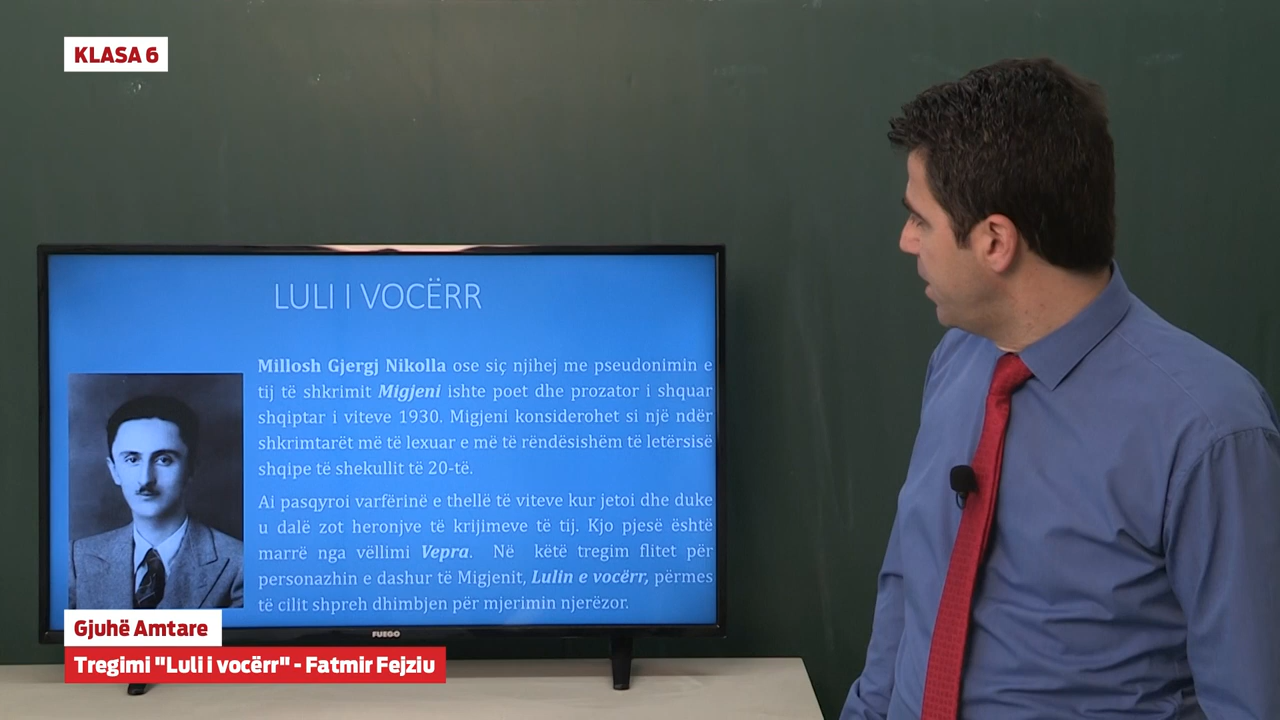 KLASA 6
LULI I VOCËRR
Millosh Gjergj Nikolla ose siç njihej me pseudonimin e
tij të shkrimit Migjeni ishte poet dhe prozator i shquar
shqiptar i viteve 1930. Migjeni konsiderohet si një ndër
shkrimtarët më të lexuar e më të rëndësishëm të letërsisë
shqipe të shekullit të 20-të.
Ai pasqyroi varfërinë e thellë të viteve kur jetoi dhe duke
u dalë zot heronjve të krijimeve të tij. Kjo pjesë është
marrë nga vëllimi Vepra. Në këtë tregim flitet për
personazhin e dashur të Migjenit, Lulin e vocërr, përmes
të cilit shpreh dhimbjen për mjerimin njerëzor.
FUEGO
Gjuhë Amtare
Tregimi "Luli i vocërr" - Fatmir Fejziu